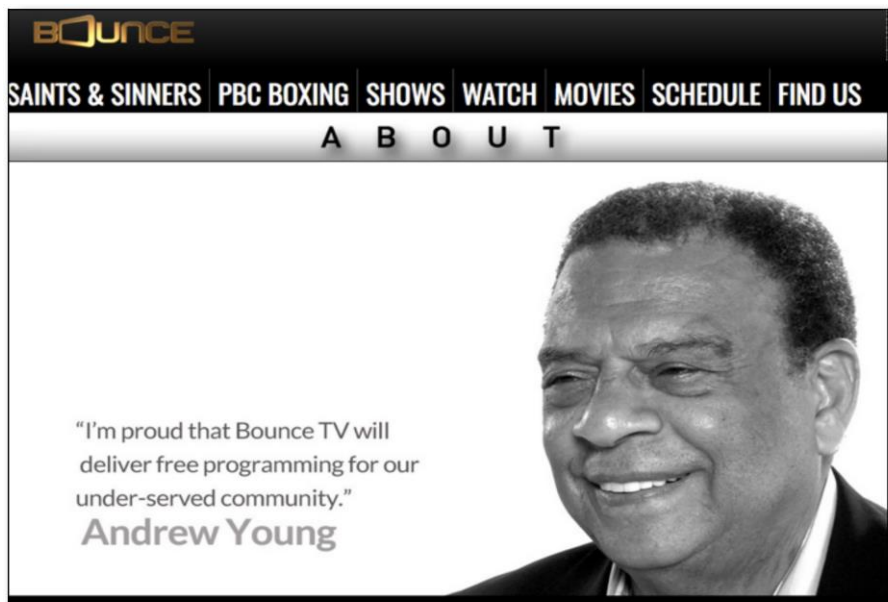 BOUNCE
SAINTS & SINNERS PBC BOXING SHOWS WATCH MOVIES SCHEDULE FIND US
ABOUT
“I’m proud that Bounce TV will
deliver free programming for our
under-served community.”
Andrew Young